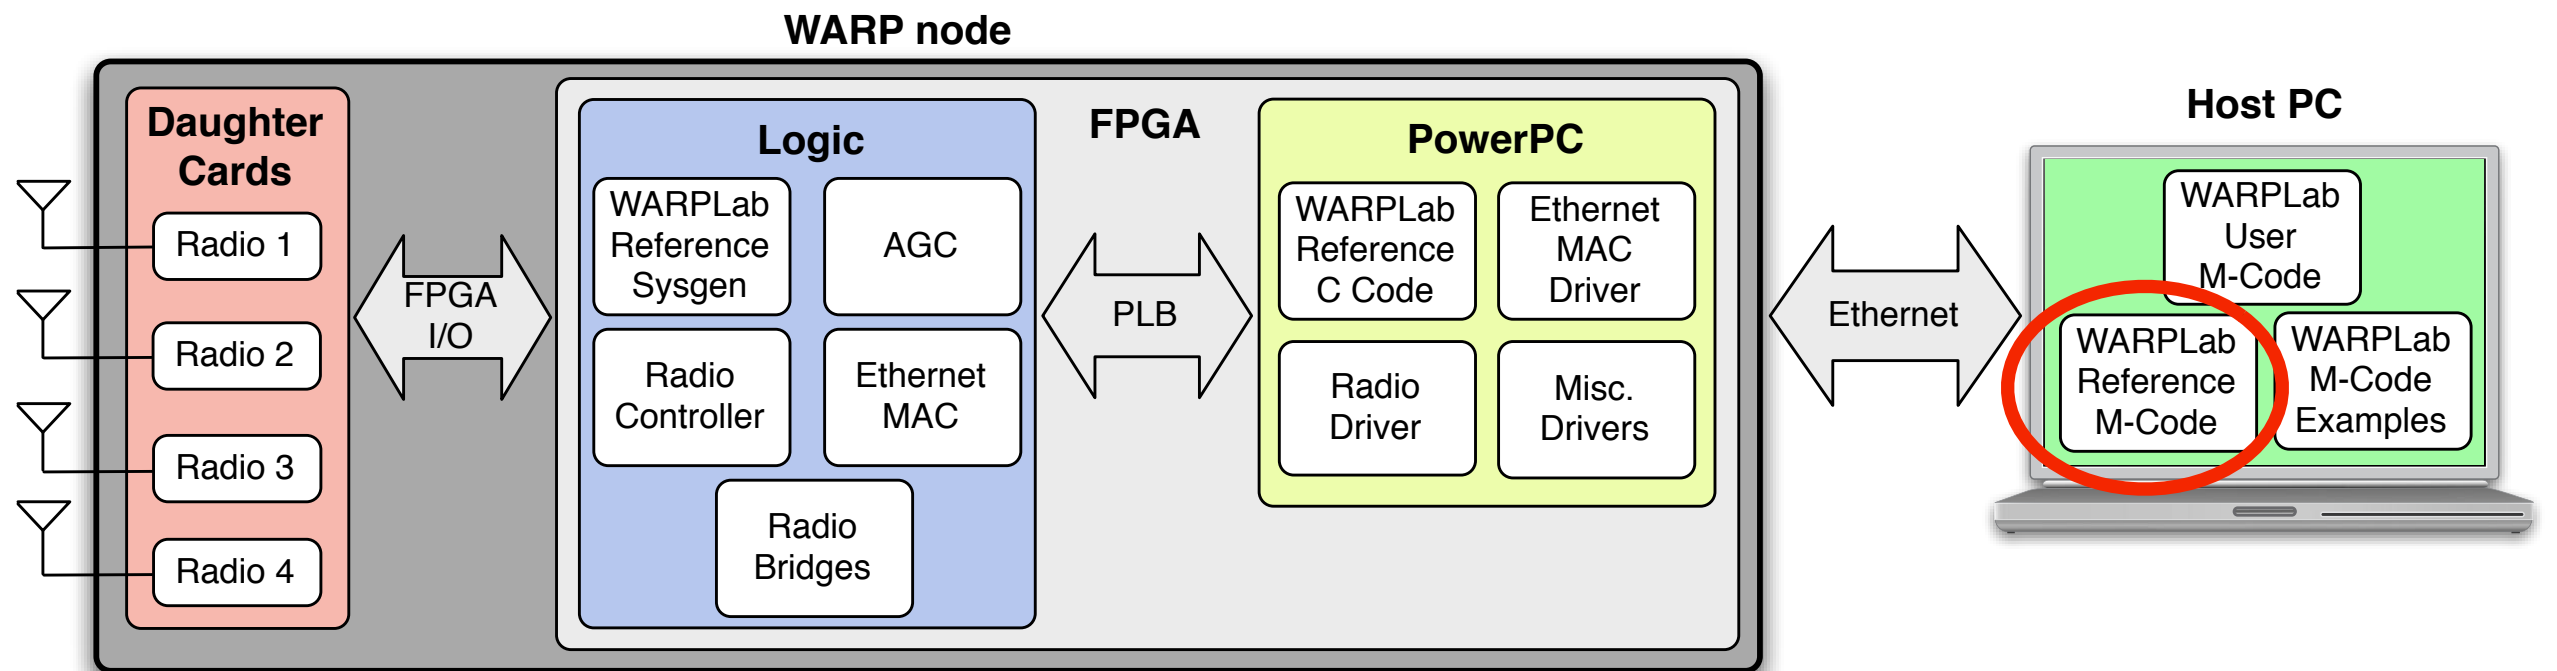 WARP node
Daughter
Cards
Radio 1
Radio 2
Radio 3
Radio 4
FPGA
I/O
FPGA
Logic
WARPLab
Reference
Sysgen
AGC
Radio
Controller
Ethernet
MAC
Radio
Bridges
PLB
PowerPC
WARPLab
Reference
C Code
Ethernet
MAC
Driver
Radio
Driver
Misc.
Drivers
Ethernet
Host PC
WARPLab
User
M-Code
WARPLab
Reference
M-Code
WARPLab
M-Code
Examples